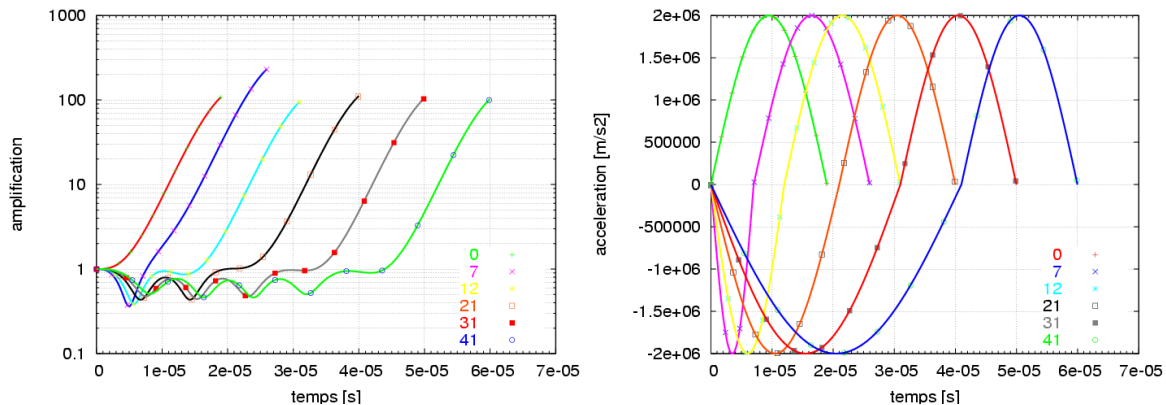 1000
100
10
1
0.1
amplification
0
7
12
21
31
41
0 1e-05 2e-05 3e-05 4e-05 5e-05 6e-05 7e-05
temps [s]
2e+06
1.5e+06
1e+06
500000
0
-500000
-1e+06
-1.5e+06
-2e+06
acceleration [m/s2]
0
7
12
21
31
41
0 1e-05 2e-05 3e-05 4e-05 5e-05 6e-05 7e-05
temps [s]